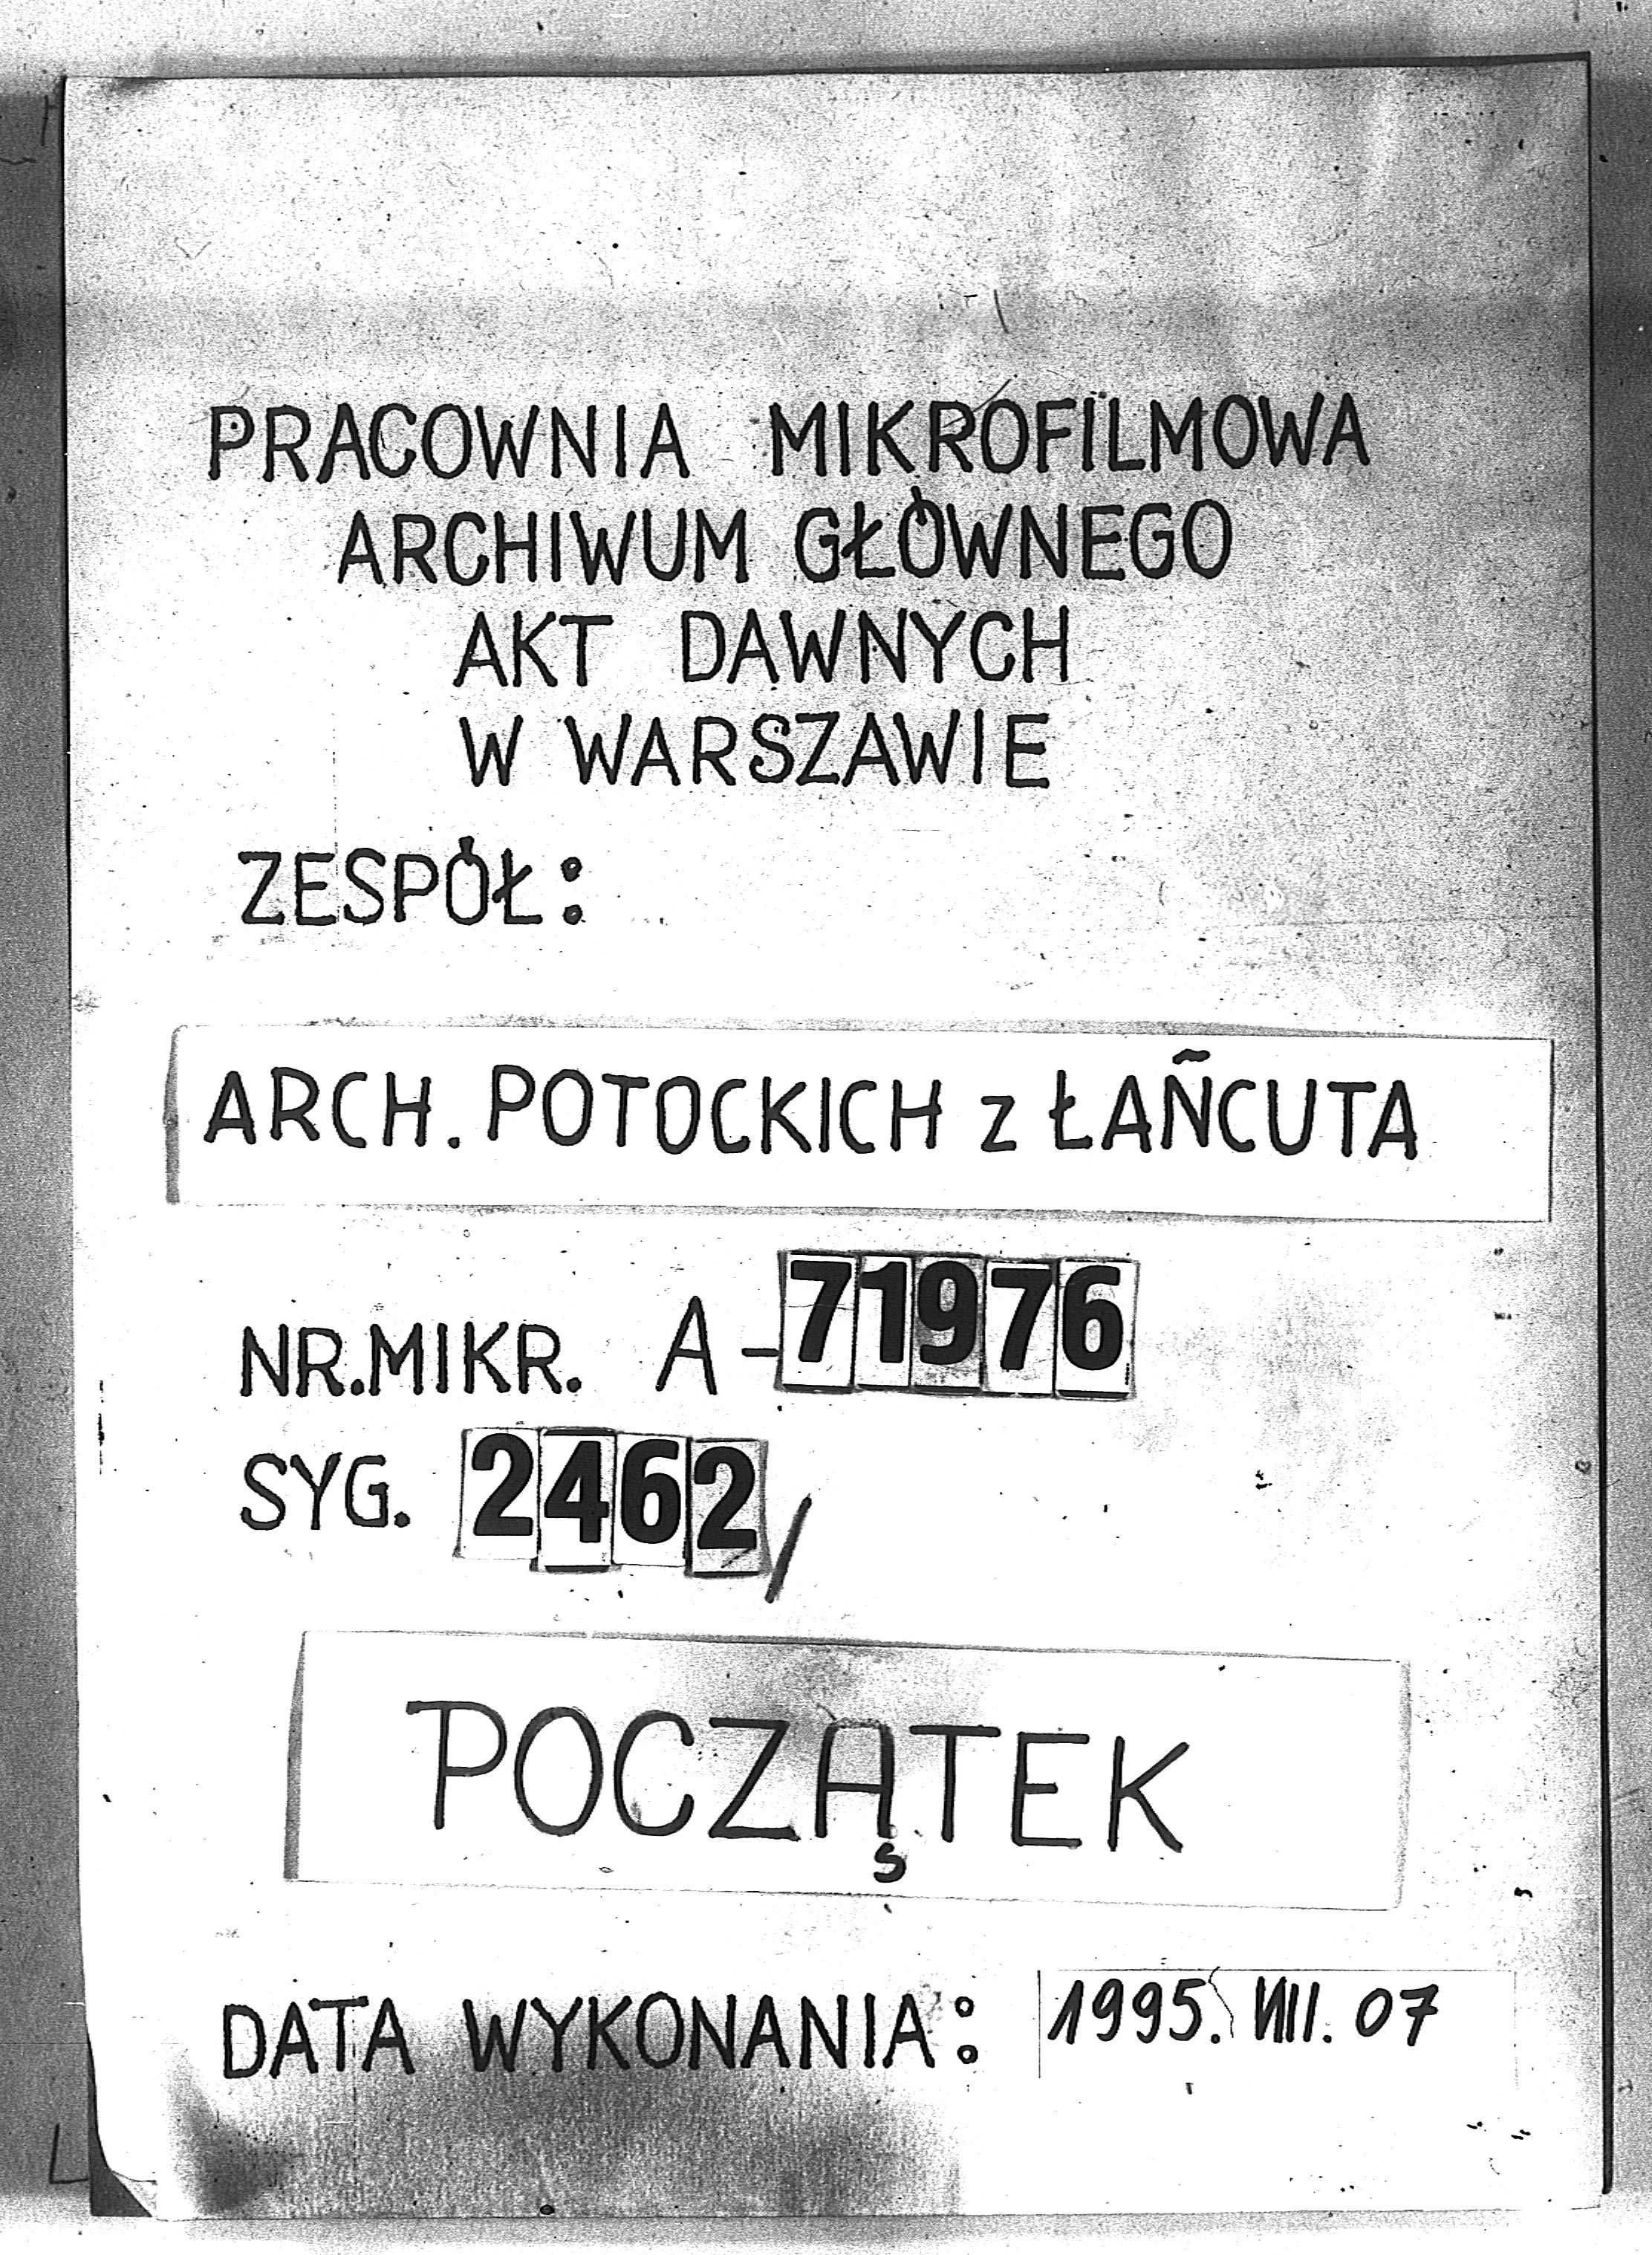 PRACOWNIA MIKROFILMOWA
ARCHIWUM GŁÓWNEGO
AKT DAWNYCH
W WARSZAWIE
ZESPÓŁ:
ARCH. POTOCKICH z ŁAŃCUTA
NR.MIKR. A-71976
SYG. 2462/
POCZĄTEK
DATA WYKONANIA: 1995. VIII. 07